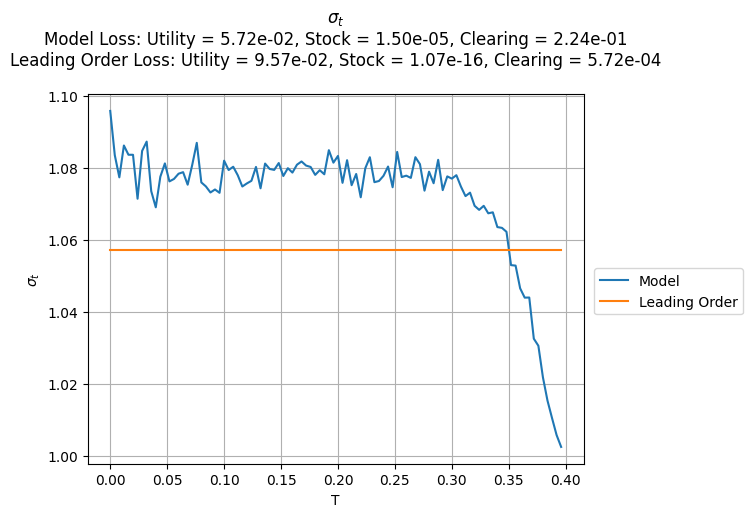 σt
Model Loss: Utility = 5.72e-02, Stock = 1.50e-05, Clearing = 2.24e-01
Leading Order Loss: Utility = 9.57e-02, Stock = 1.07e-16, Clearing = 5.72e-04
1.10
1.08
1.06
1.04
1.02
1.00
σt
0.00 0.05 0.10 0.15 0.20 0.25 0.30 0.35 0.40
T
Model
Leading Order